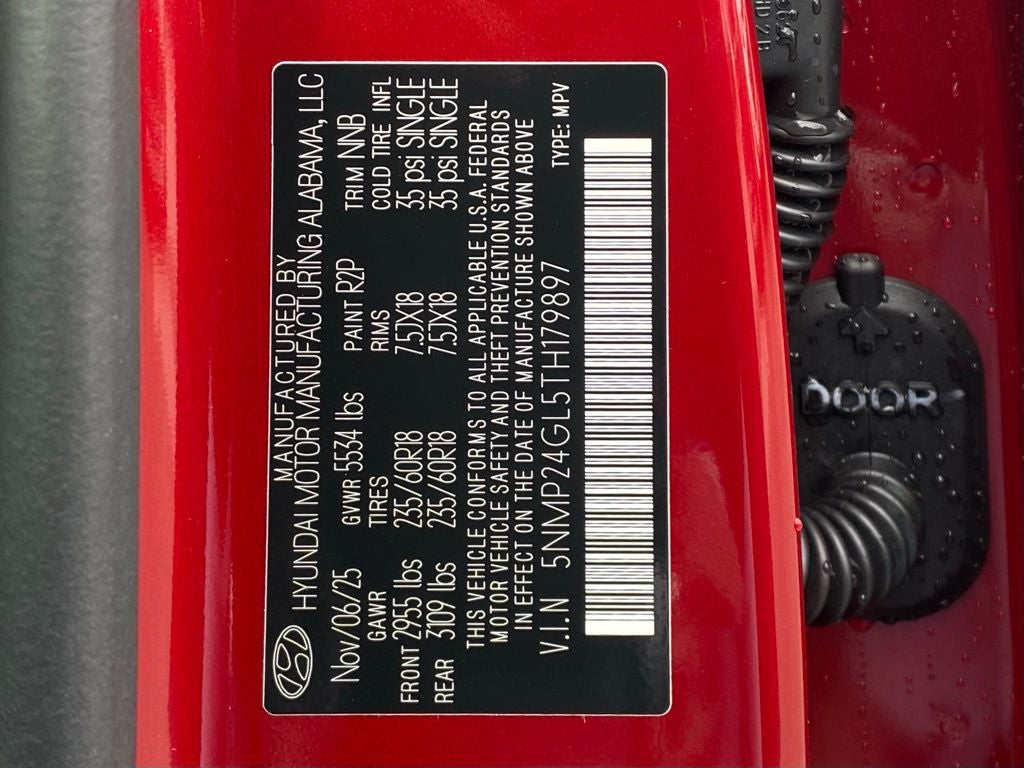 MANUFACTURED BY
HYUNDAI MOTOR MANUFACTURING ALABAMA, LLC
Nov/06/25 GVWR 5534 lbs PAINT R2P TRIM NNB
GAWR TIRES RIMS COLD TIRE INFL
FRONT 2955 lbs 235/60R18 7.5JX18 35 psi SINGLE
REAR 3109 lbs 235/60R18 7.5JX18 35 psi SINGLE
THIS VEHICLE CONFORMS TO ALL APPLICABLE U.S.A. FEDERAL
MOTOR VEHICLE SAFETY AND THEFT PREVENTION STANDARDS
IN EFFECT ON THE DATE OF MANUFACTURE SHOWN ABOVE
V.I.N 5NMP24GL5TH179897 TYPE: MPV
DOOR